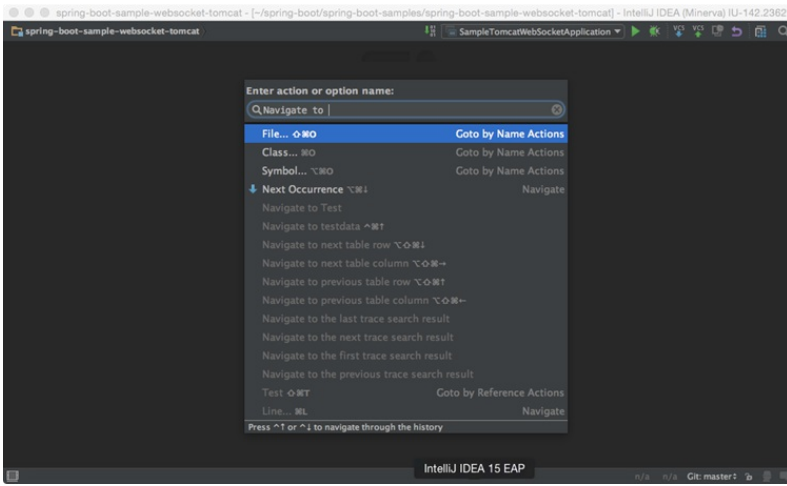 spring-boot-sample-websocket-tomcat - [~/spring-boot/spring-boot-samples/spring-boot-sample-websocket-tomcat] - IntelliJ IDEA (Minerva) IU-142.2362
spring-boot-sample-websocket-tomcat SampleTomcatWebSocketApplication VCS VCS
Enter action or option name:
Navigate to
File... ⇧⌘O Goto by Name Actions
Class... ⌘O Goto by Name Actions
Symbol... ⌥⌘O Goto by Name Actions
Next Occurrence ⌥⌘↓ Navigate
Navigate to Test
Navigate to testdata ^⌘↑
Navigate to next table row ⌥⇧⌘↓
Navigate to next table column ⌥⇧⌘→
Navigate to previous table row ⌥⇧⌘↑
Navigate to previous table column ⌥⇧⌘←
Navigate to the last trace search result
Navigate to the next trace search result
Navigate to the first trace search result
Navigate to the previous trace search result
Test ⇧⌘T Goto by Reference Actions
Line... ⌘L Navigate
Press ^↑ or ^↓ to navigate through the history
IntelliJ IDEA 15 EAP
n/a n/a Git: master